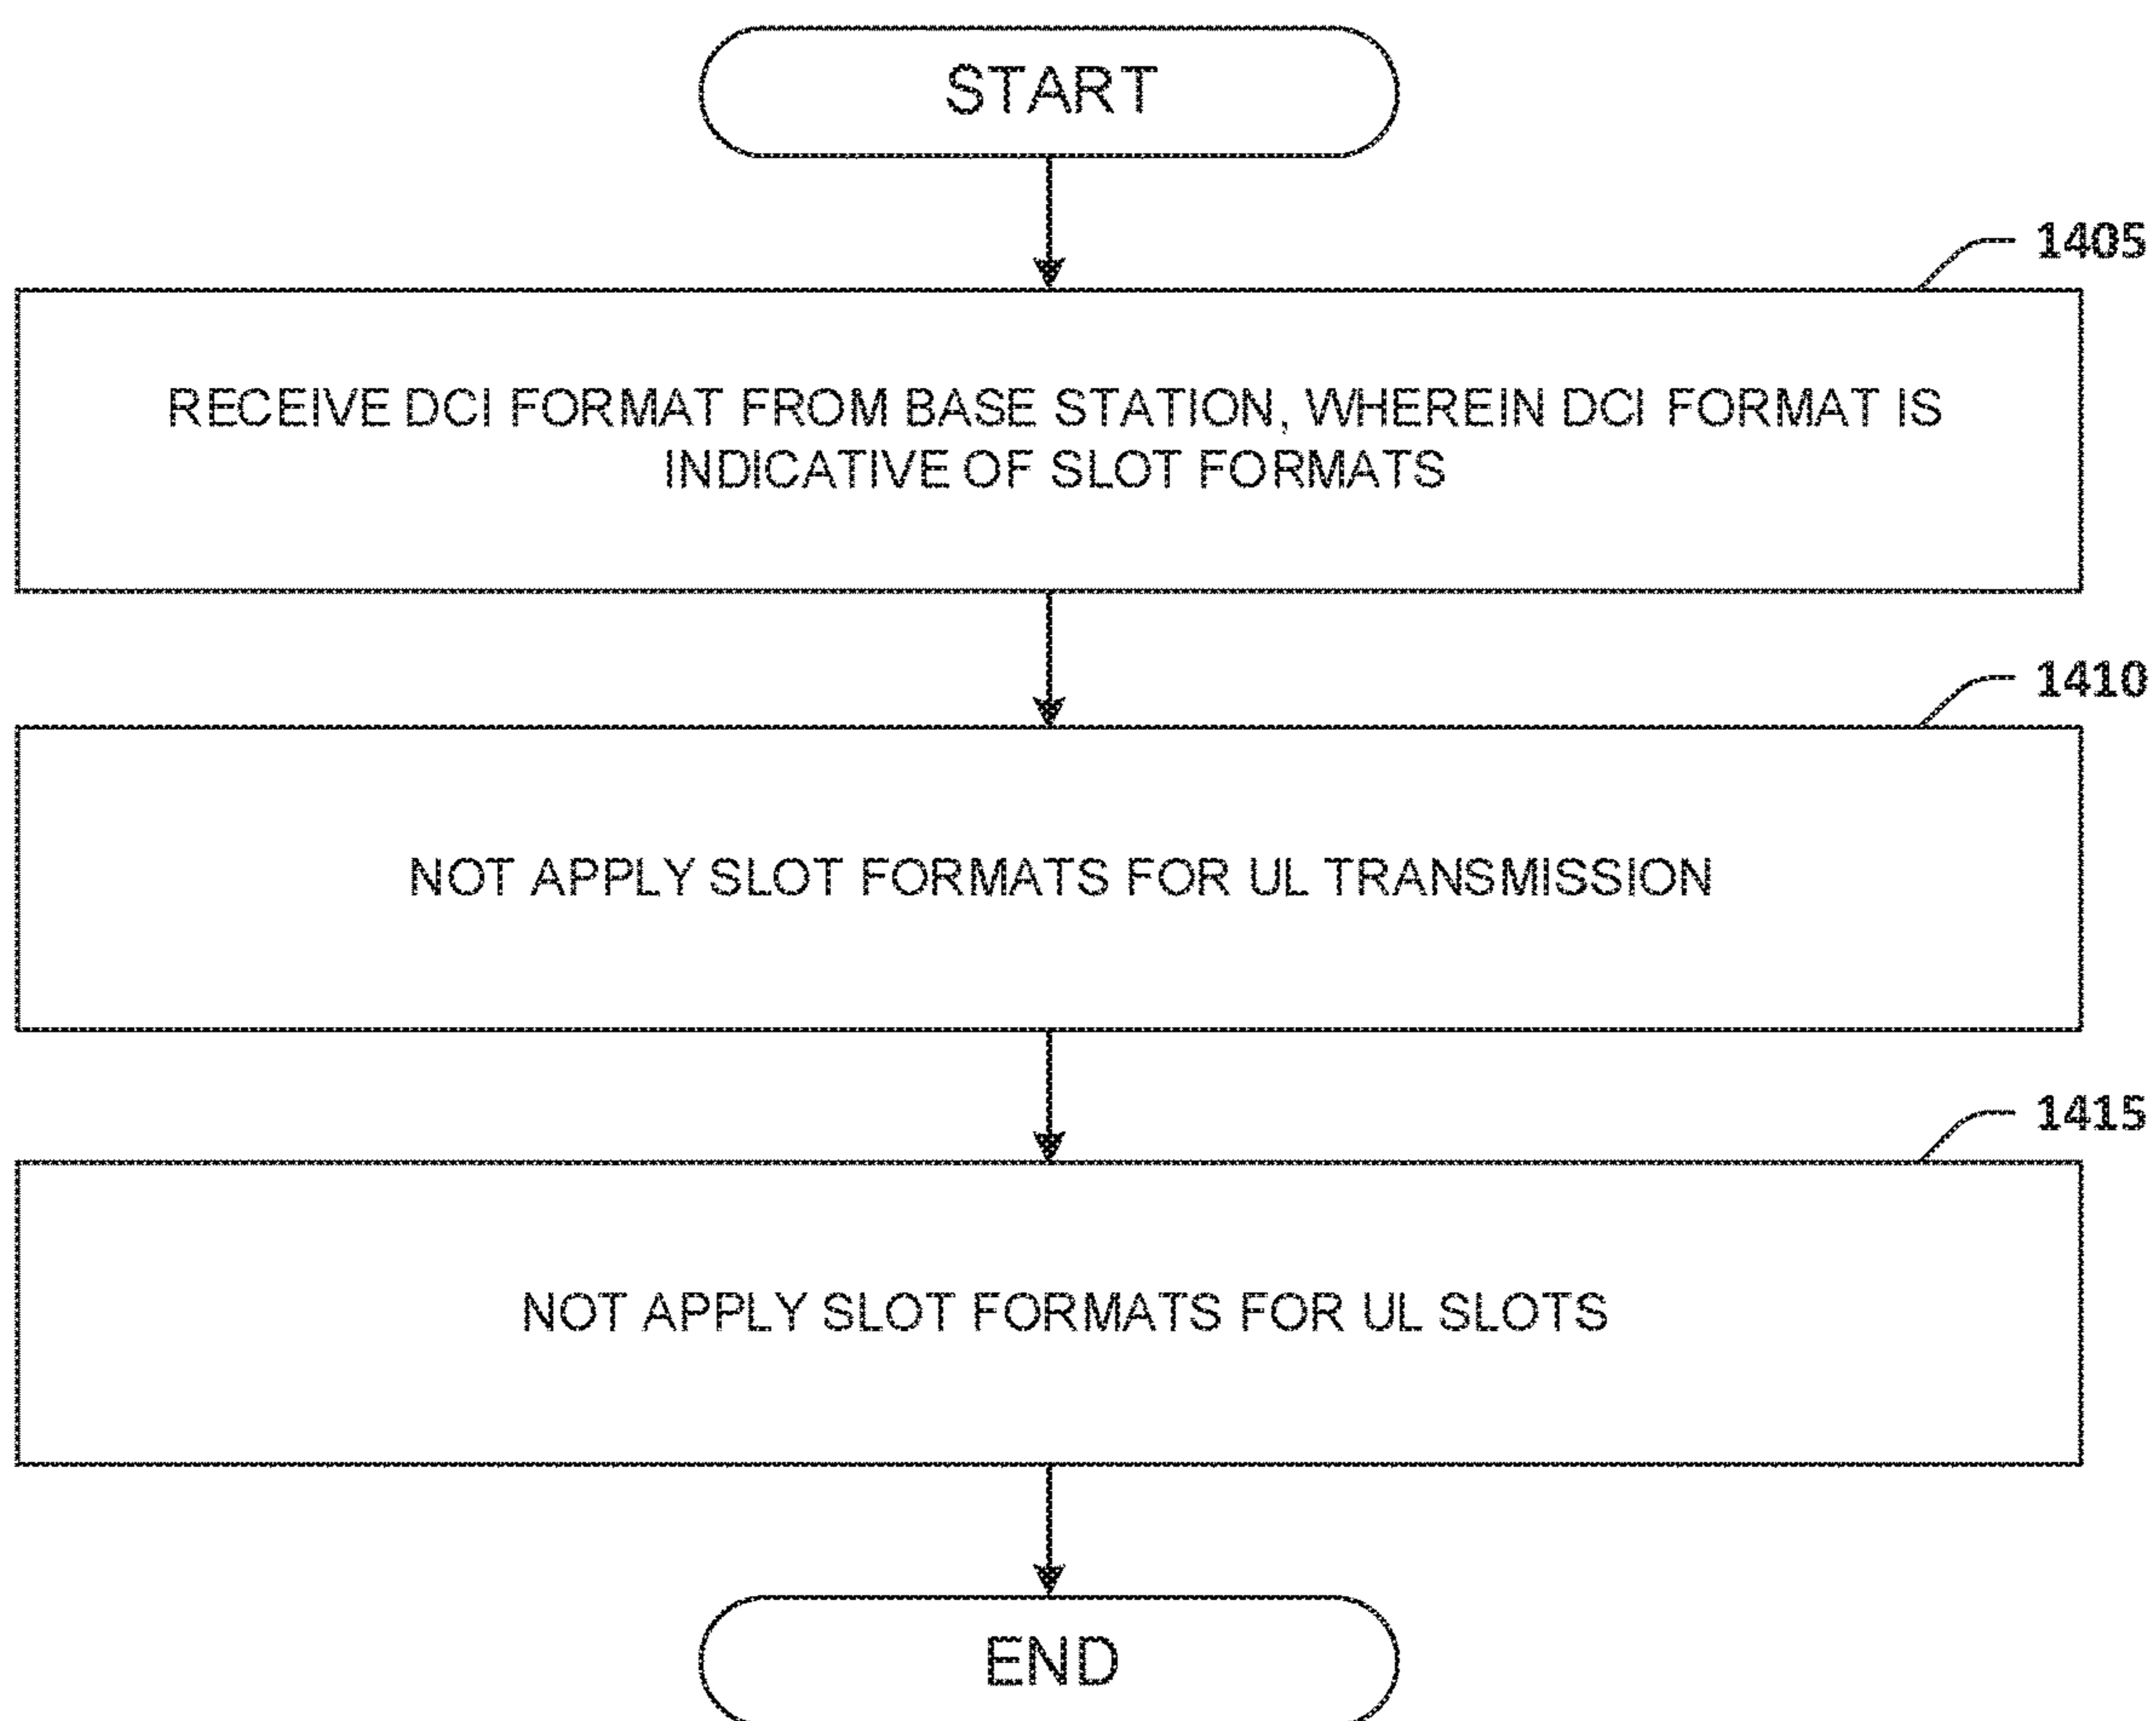 START
1405
RECEIVE DCI FORMAT FROM BASE STATION, WHEREIN DCI FORMAT IS
INDICATIVE OF SLOT FORMATS
1410
NOT APPLY SLOT FORMATS FOR UL TRANSMISSION
1415
NOT APPLY SLOT FORMATS FOR UL SLOTS
END